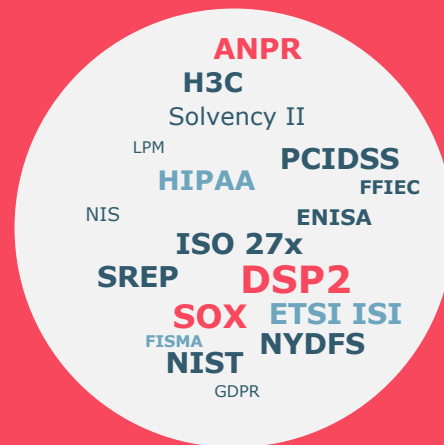 ANPR
H3C
Solvency II
LPM
PCIDSS
HIPAA
FFIEC
NIS
ENISA
ISO 27x
SREP
DSP2
SOX
ETSI ISI
FISMA
NYDFS
NIST
GDPR